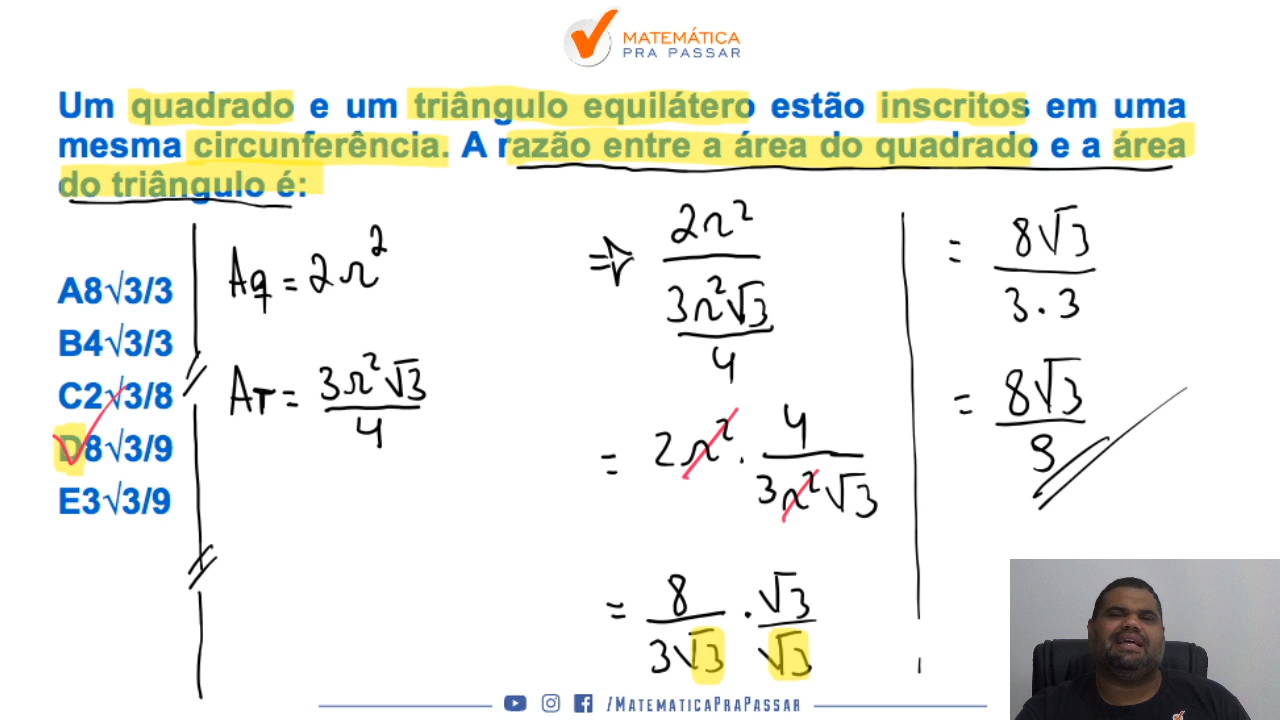 MATEMÁTICA
PRA PASSAR
Um quadrado e um triângulo equilátero estão inscritos em uma
mesma circunferência. A razão entre a área do quadrado e a área
do triângulo é:
A8√3/3
B4√3/3
C2√3/8
D8√3/9
E3√3/9
Aq = 2r²
AT = 3r²√3
4
⇒ 2r²
3r²√3
4
= 2r² · 4
3r²√3
= 8 · √3
3√3 √3
= 8√3
3 · 3
= 8√3
9
/MATEMATICAPRAPASSAR